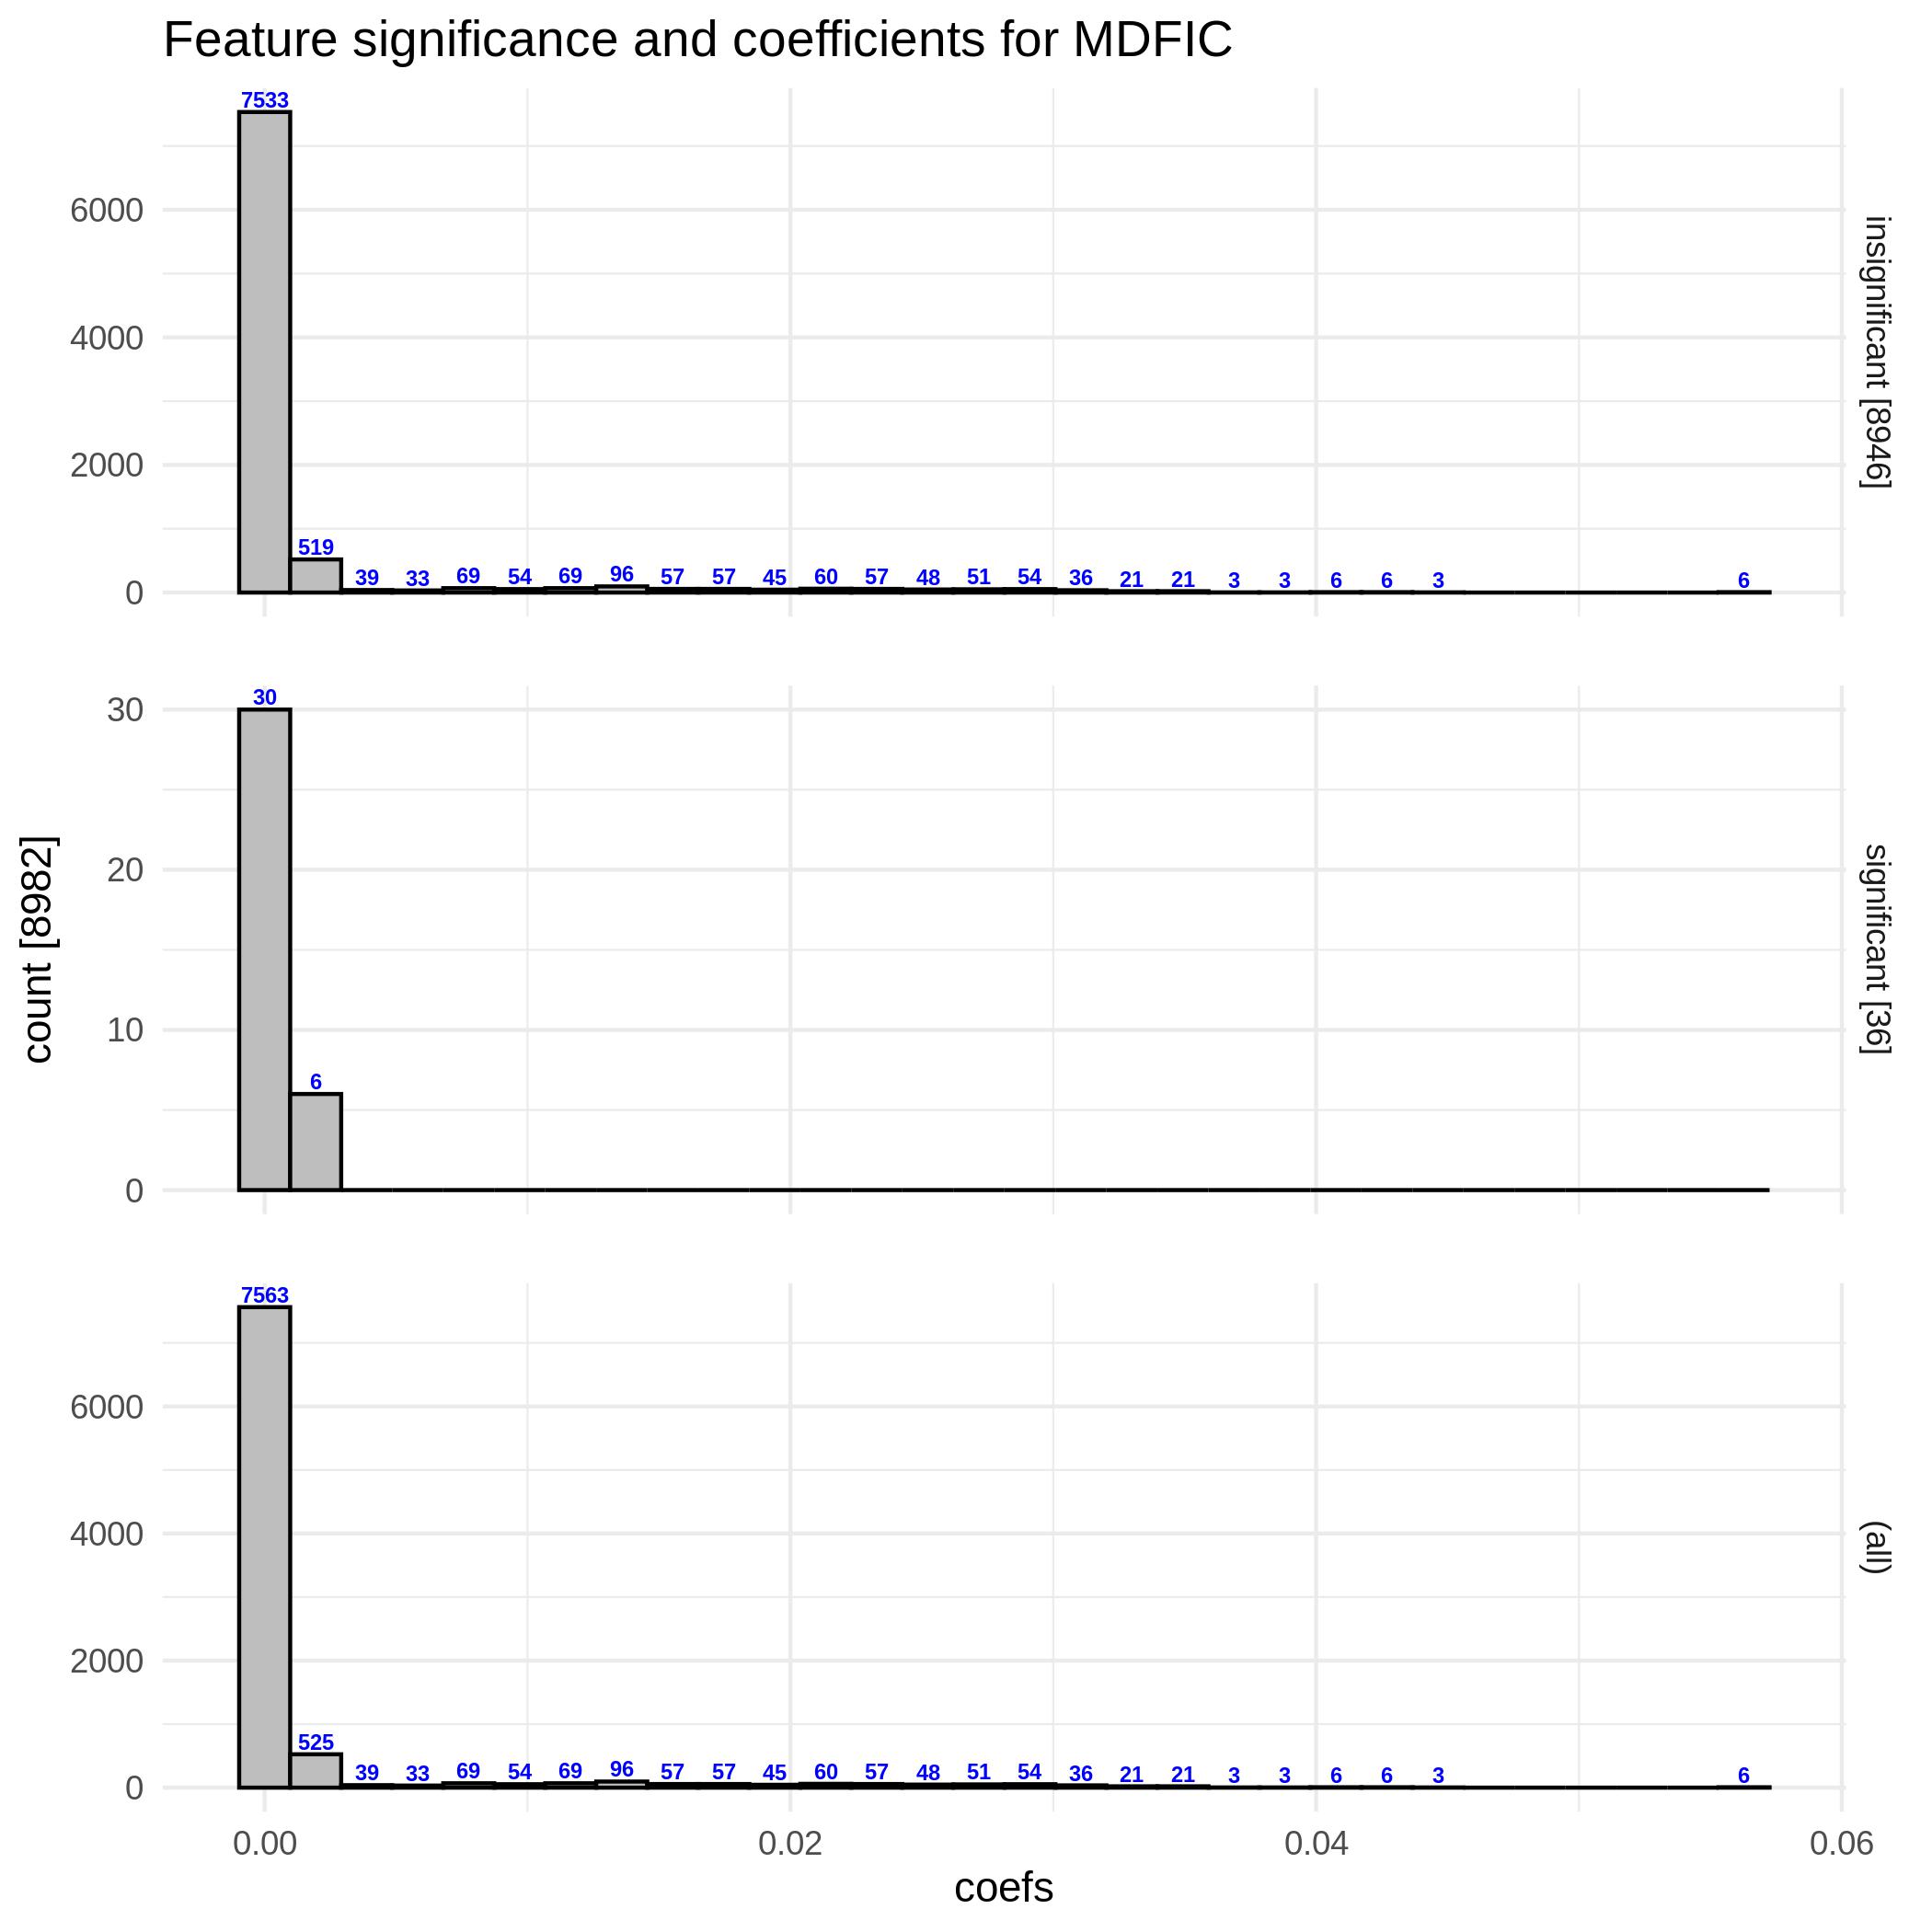 Feature significance and coefficients for MDFIC
7533
6000
4000
2000
519
39 33 69 54 69 96 57 57 45 60 57 48 51 54 36 21 21 3 3 6 6 3 6
0
insignificant [8946]
30
30
20
10
6
0
significant [36]
count [8982]
7563
6000
4000
2000
525
39 33 69 54 69 96 57 57 45 60 57 48 51 54 36 21 21 3 3 6 6 3 6
0
(all)
0.00 0.02 0.04 0.06
coefs